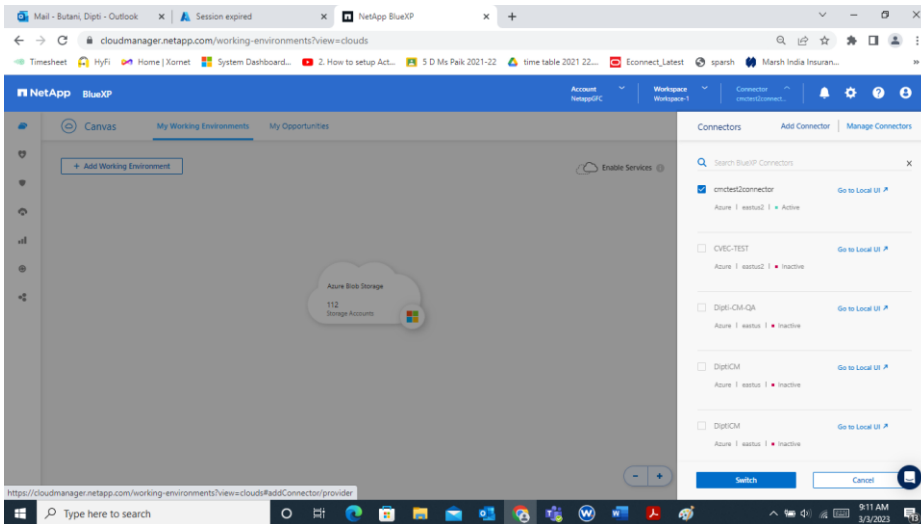 Mail - Butani, Dipti - Outlook
Session expired
NetApp BlueXP
cloudmanager.netapp.com/working-environments?view=clouds
Timesheet HyFi Home | Xornet System Dashboard... 2. How to setup Act... 5 D Ms Paik 2021-22 time table 2021 22.... Econnect_Latest sparsh Marsh India Insuran... »
NetApp BlueXP
Account
NetappGFC
Workspace
Workspace-1
Connector
cmctest2connect...
Canvas My Working Environments My Opportunities
Connectors Add Connector Manage Connectors
+ Add Working Environment
Enable Services
Search BlueXP Connectors
cmctest2connector Go to Local UI
Azure | eastus2 | Active
CVEC-TEST Go to Local UI
Azure | eastus2 | Inactive
Azure Blob Storage
112
Storage Accounts
Dipti-CM-QA Go to Local UI
Azure | eastus | Inactive
DiptiCM Go to Local UI
Azure | eastus | Inactive
DiptiCM Go to Local UI
Azure | eastus | Inactive
- +
Switch Cancel
https://cloudmanager.netapp.com/working-environments?view=clouds#addConnector/provider
Type here to search
9:11 AM
3/3/2023